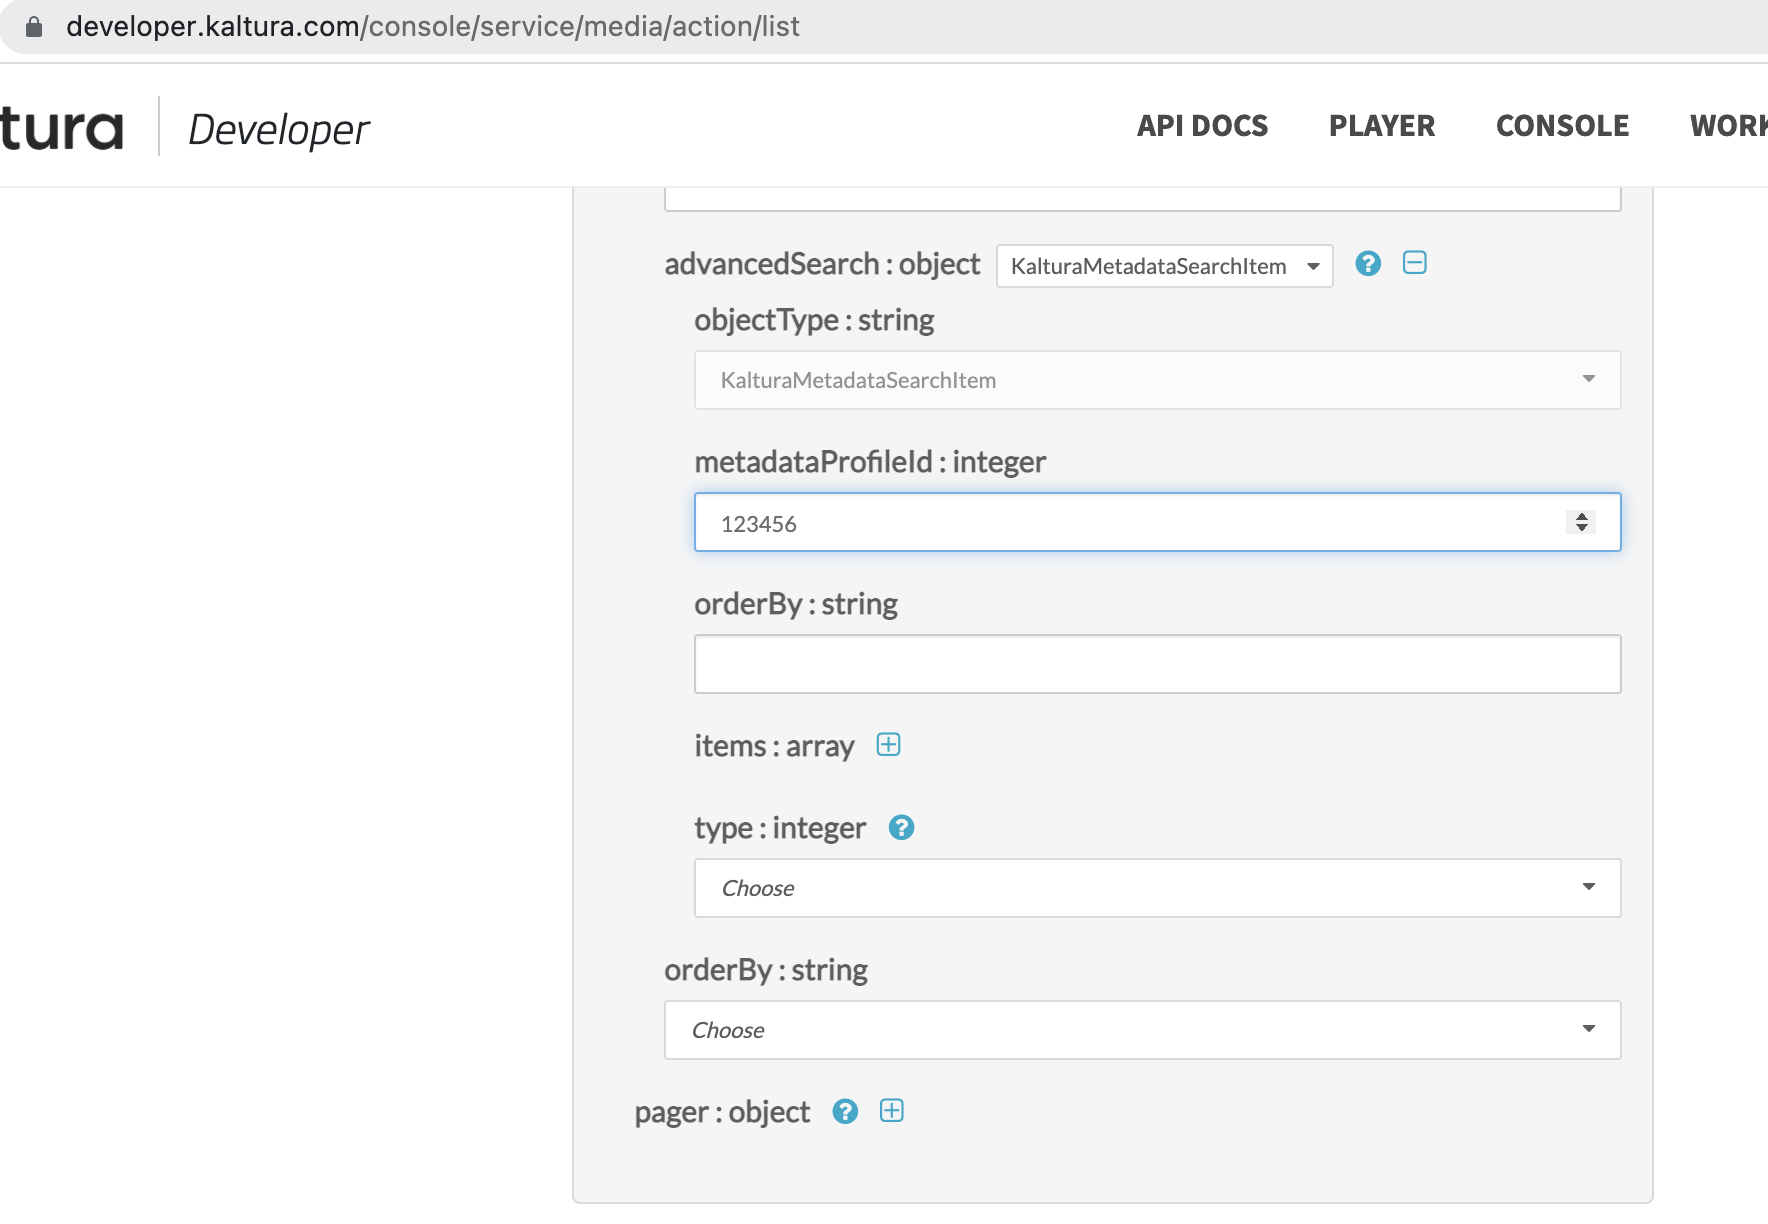 developer.kaltura.com/console/service/media/action/list
tura Developer API DOCS PLAYER CONSOLE WORK
advancedSearch : object KalturaMetadataSearchItem ?
objectType : string
KalturaMetadataSearchItem
metadataProfileId : integer
123456
orderBy : string
items : array
type : integer ?
Choose
orderBy : string
Choose
pager : object ?